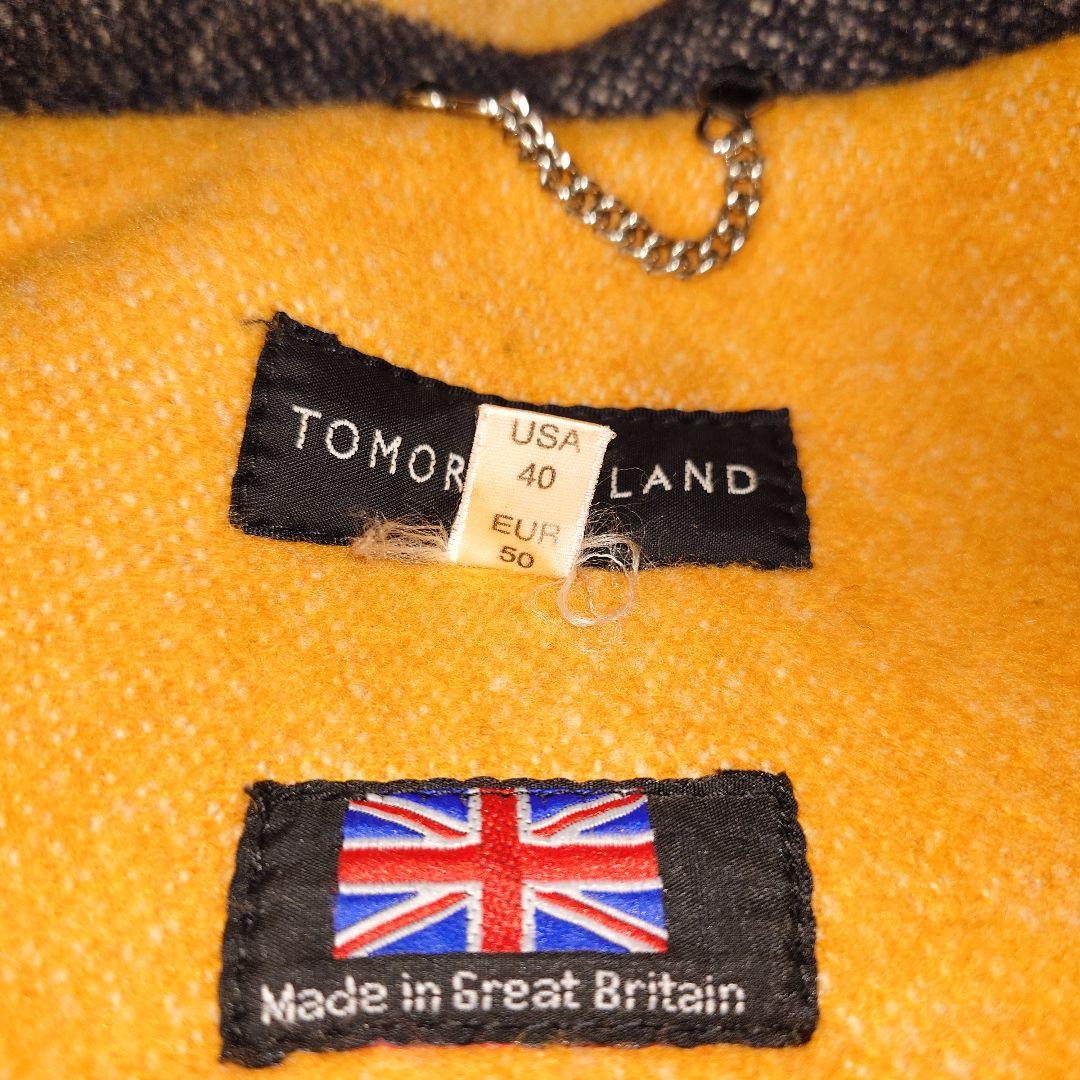 TOMOR LAND
USA
40
EUR
50
Made in Great Britain